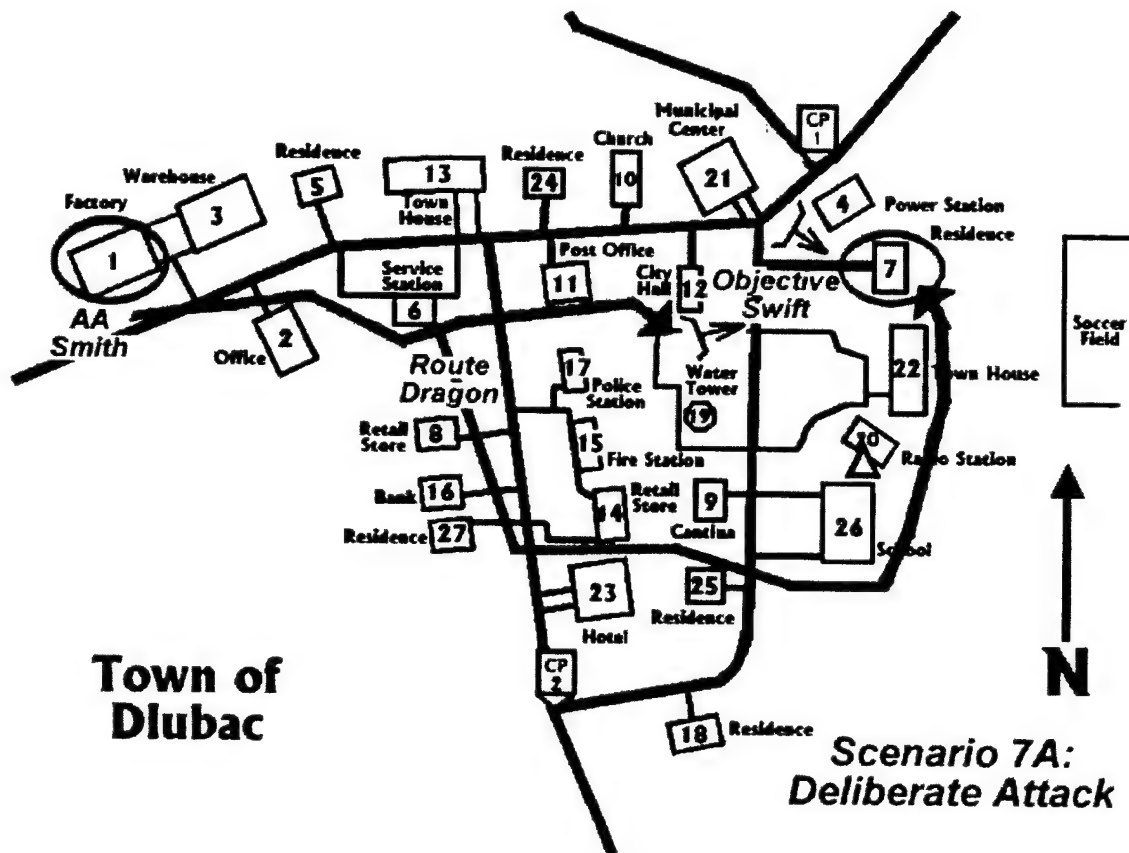 Municipal
Center
CP
1
Church
Residence
Residence
Warehouse
Factory
5
13
24
10
21
4
Power Station
3
Town
House
Residence
1
Post Office
7
Service
Station
City
Hall
11
12
Objective
Swift
AA
Smith
6
2
Office
Soccer
Field
Route
Dragon
17
Police
Station
Water
Tower
22
Town House
19
Retail
Store
8
15
Fire Station
20
Radio Station
Bank
16
Retail
Store
14
9
Cantina
26
School
Residence
27
23
Hotel
25
Residence
CP
2
N
Town of
Dlubac
18
Residence
Scenario 7A:
Deliberate Attack